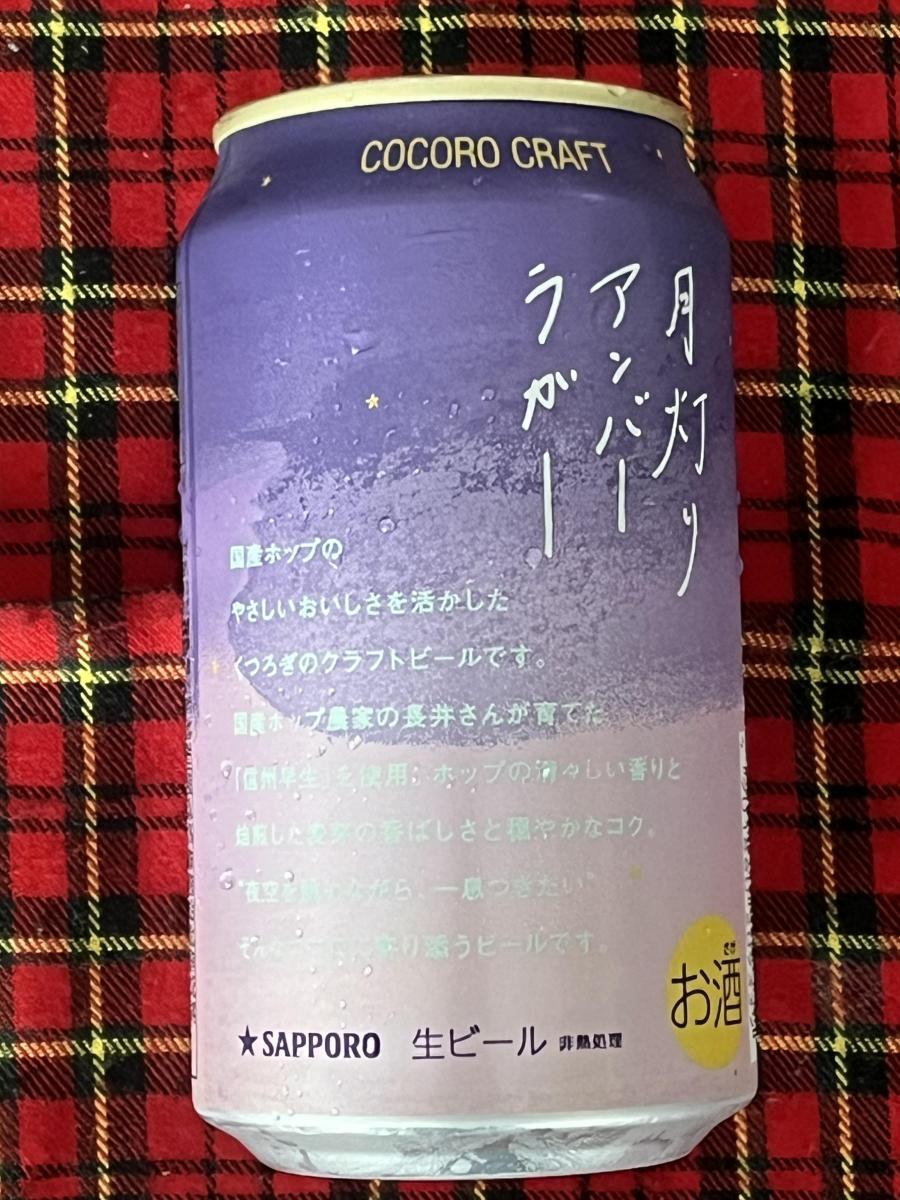 COCORO CRAFT
月灯り
アンバー
ラガー
国産ホップの
やさしいおいしさを活かした
くつろぎのクラフトビールです。
国産ホップ農家の長井さんが育てた
「信州早生」を使用。ホップの清々しい香りと
焙煎した麦芽の香ばしさと穏やかなコク。
"夜空を眺めながら、一息つきたい"
そんな に寄り添うビールです。
お酒
★SAPPORO 生ビール 非熱処理